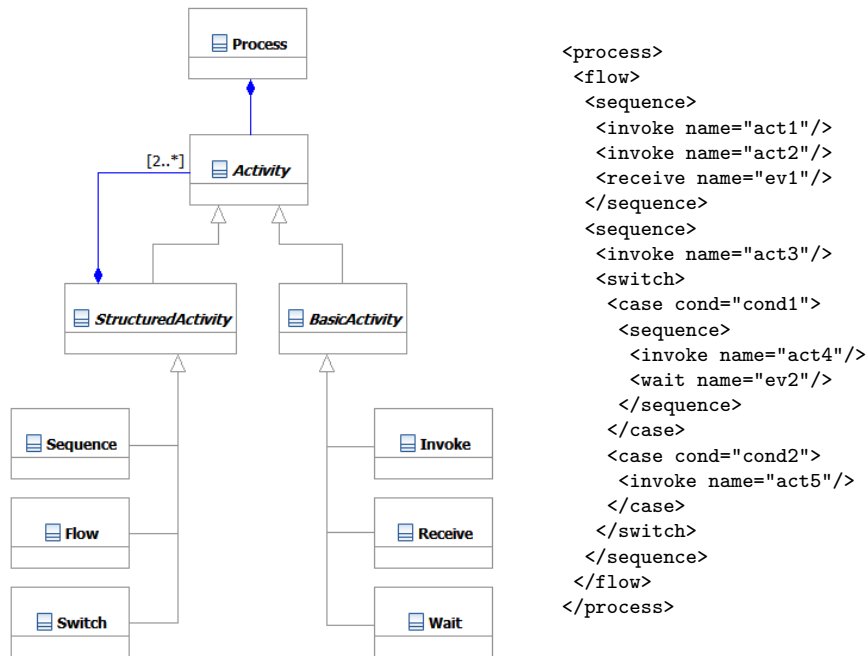 Process
[2..*]
Activity
StructuredActivity
BasicActivity
Sequence
Invoke
Flow
Receive
Switch
Wait
<process>
<flow>
<sequence>
<invoke name="act1"/>
<invoke name="act2"/>
<receive name="ev1"/>
</sequence>
<sequence>
<invoke name="act3"/>
<switch>
<case cond="cond1">
<sequence>
<invoke name="act4"/>
<wait name="ev2"/>
</sequence>
</case>
<case cond="cond2">
<invoke name="act5"/>
</case>
</switch>
</sequence>
</flow>
</process>